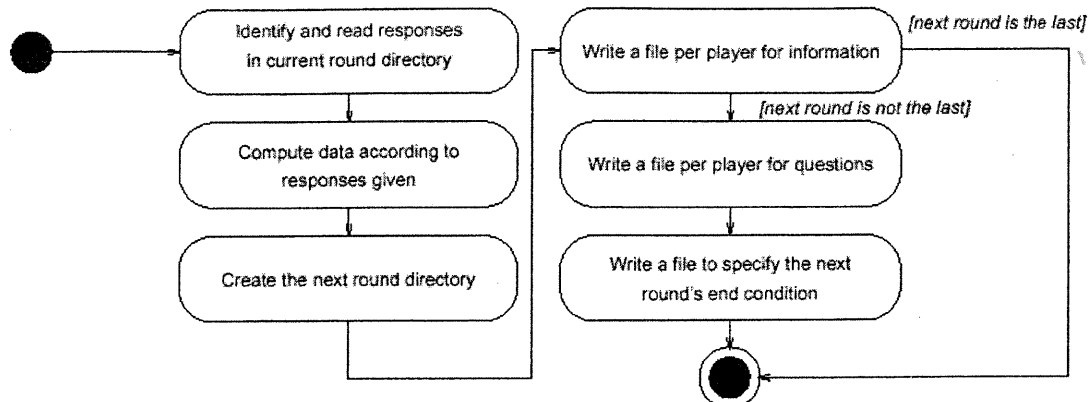 Identify and read responses
in current round directory
Compute data according to
responses given
Create the next round directory
Write a file per player for information
[next round is the last]
[next round is not the last]
Write a file per player for questions
Write a file to specify the next
round's end condition